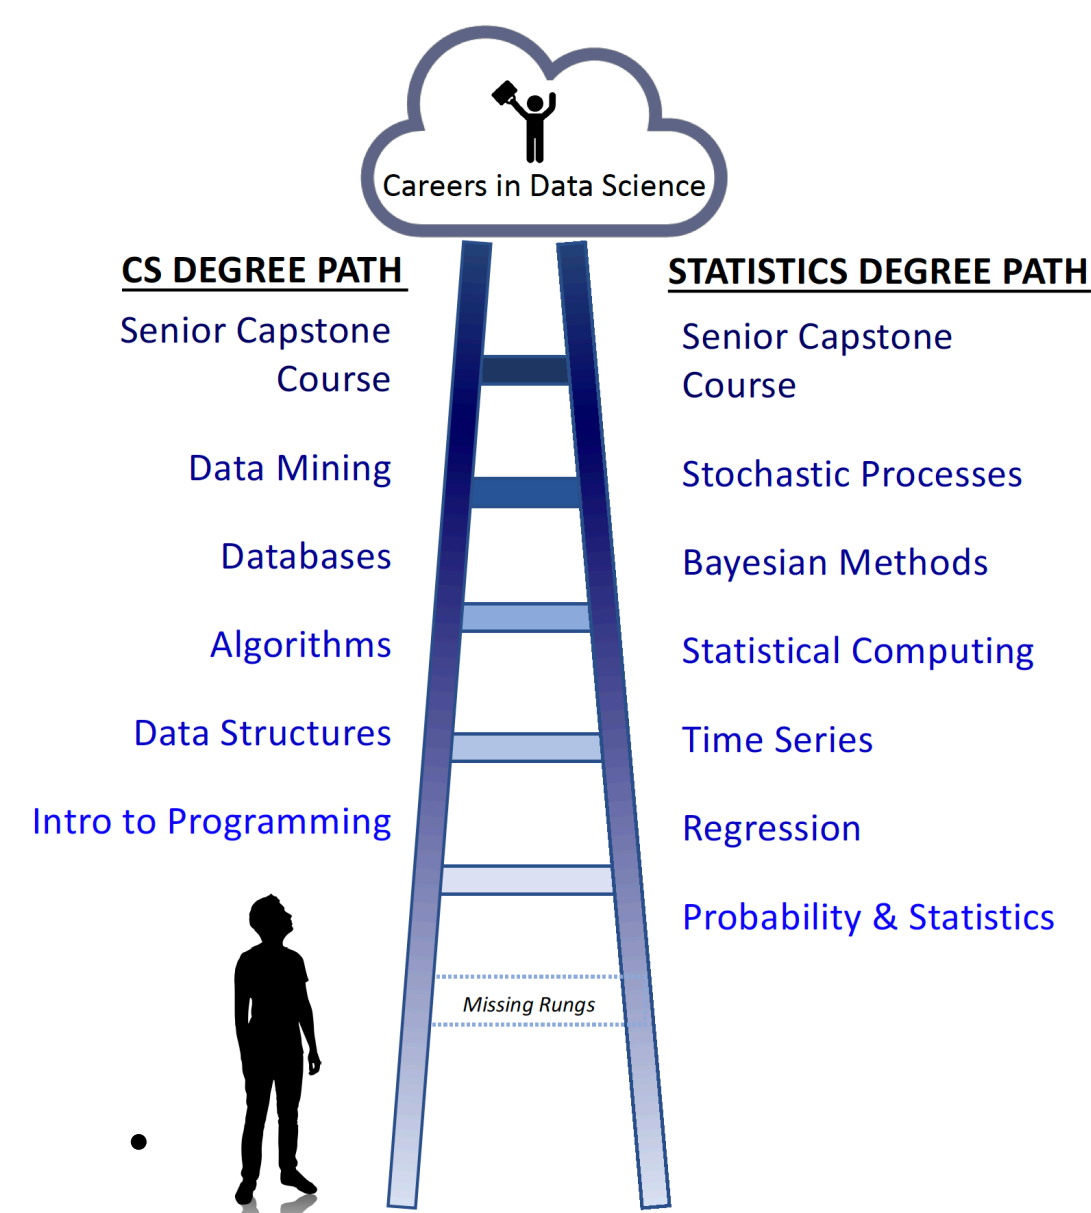 Careers in Data Science
CS DEGREE PATH
Senior Capstone
Course
Data Mining
Databases
Algorithms
Data Structures
Intro to Programming
STATISTICS DEGREE PATH
Senior Capstone
Course
Stochastic Processes
Bayesian Methods
Statistical Computing
Time Series
Regression
Probability & Statistics
Missing Rungs